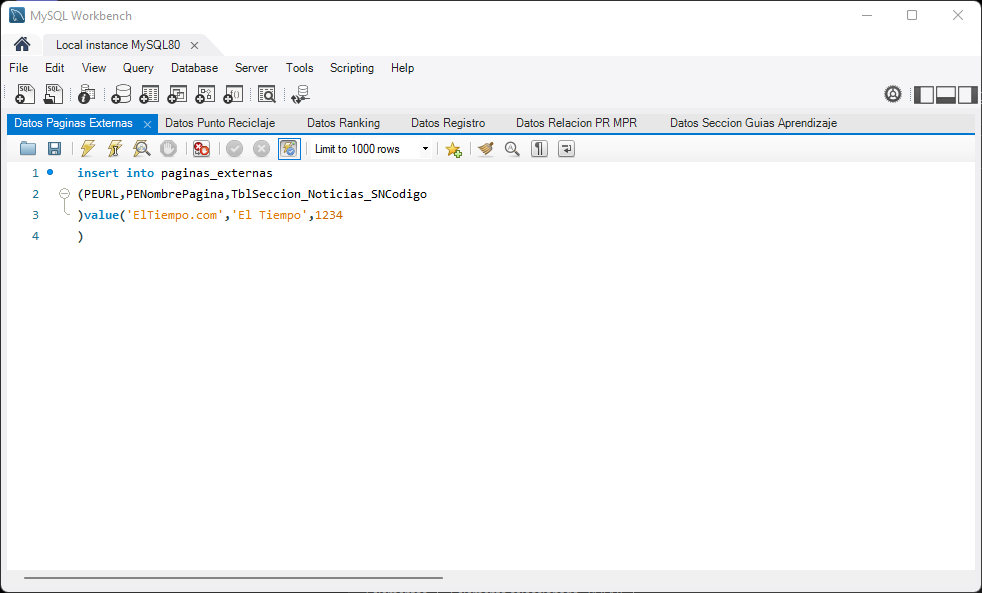 MySQL Workbench
Local instance MySQL80
File Edit View Query Database Server Tools Scripting Help
SQL SQL
Datos Paginas Externas Datos Punto Reciclaje Datos Ranking Datos Registro Datos Relacion PR MPR Datos Seccion Guias Aprendizaje
Limit to 1000 rows
1 insert into paginas_externas
2 (PEURL,PENombrePagina,TblSeccion_Noticias_SNCodigo
3 )value('ElTiempo.com','El Tiempo',1234
4 )